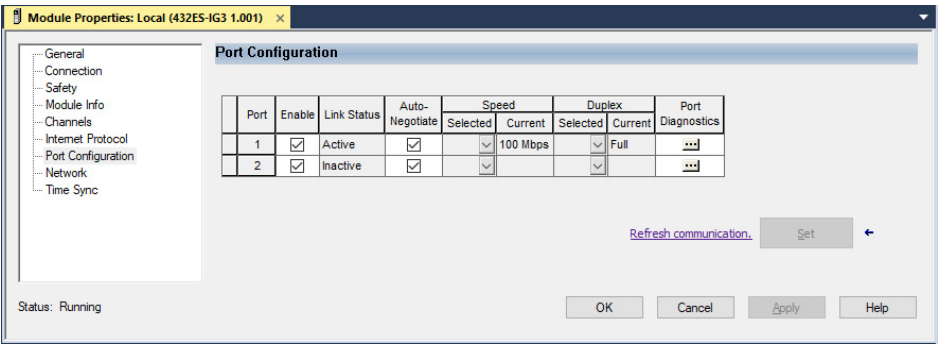 Module Properties: Local (432ES-IG3 1.001) ×
General
Connection
Safety
Module Info
Channels
Internet Protocol
Port Configuration
Network
Time Sync
Port Configuration
Port Enable Link Status Auto-Negotiate Speed Duplex Port Diagnostics
Selected Current Selected Current
1 Active 100 Mbps Full ...
2 Inactive ...
Refresh communication. Set
Status: Running
OK Cancel Apply Help